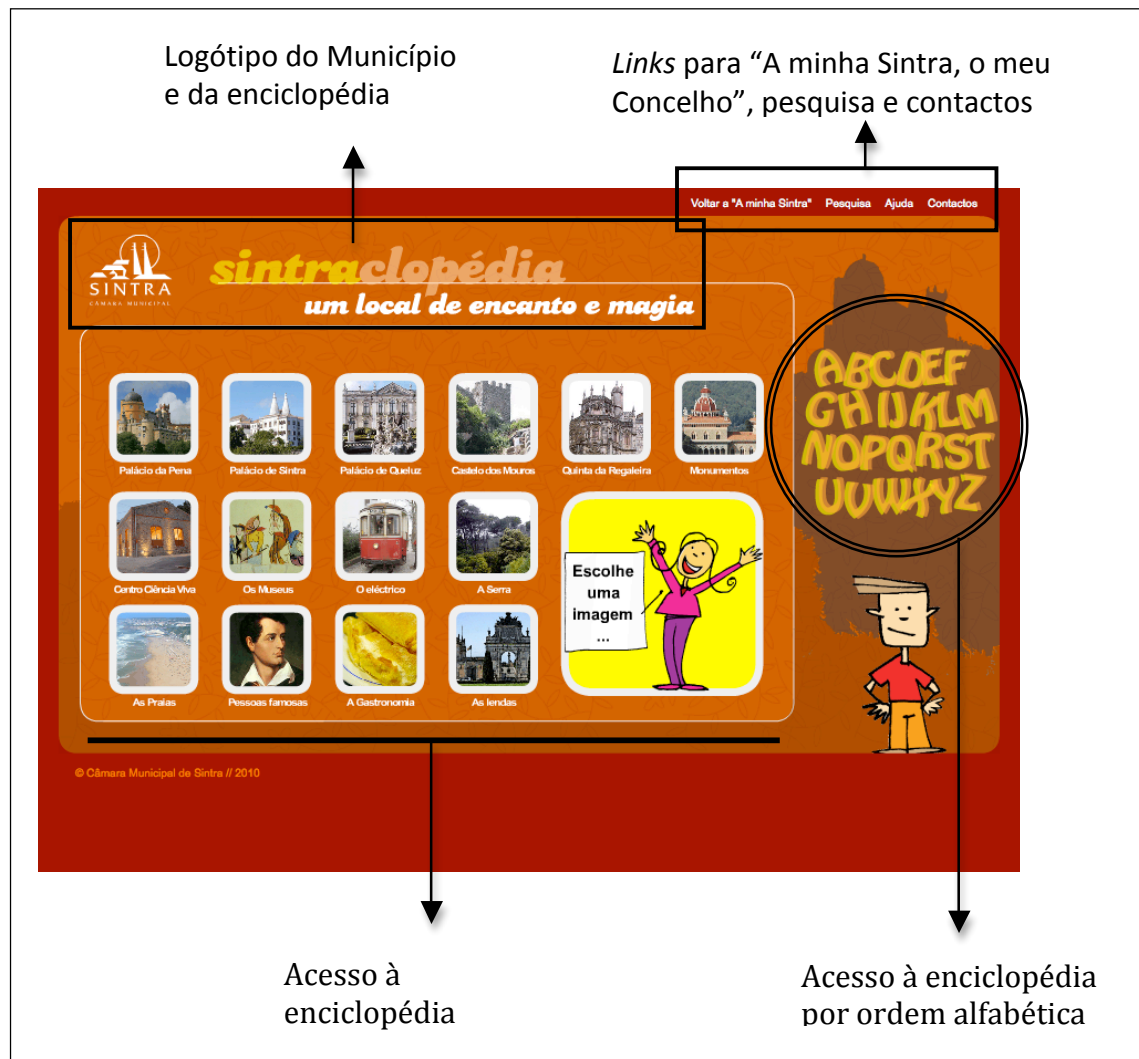 Logótipo do Município
e da enciclopédia
Links para “A minha Sintra, o meu
Concelho”, pesquisa e contactos
Voltar a "A minha Sintra" Pesquisa Ajuda Contactos
SINTRA
CÂMARA MUNICIPAL
sintraclopédia
um local de encanto e magia
ABCDEF
GHIJKLM
NOPQRST
UVWXYZ
Palácio da Pena Palácio de Sintra Palácio de Queluz Castelo dos Mouros Quinta da Regaleira Monumentos
Centro Ciência Viva Os Museus O eléctrico A Serra
Escolhe
uma
imagem
...
As Praias Pessoas famosas A Gastronomia As lendas
© Câmara Municipal de Sintra // 2010
Acesso à
enciclopédia
Acesso à enciclopédia
por ordem alfabética